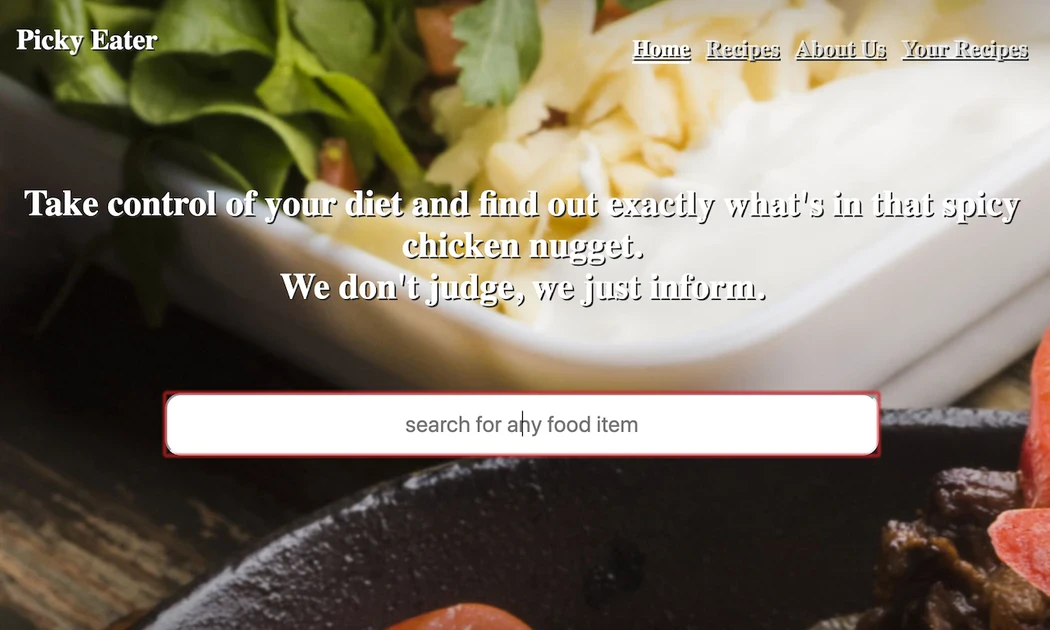 Picky Eater
Home Recipes About Us Your Recipes
Take control of your diet and find out exactly what's in that spicy
chicken nugget.
We don't judge, we just inform.
search for any food item